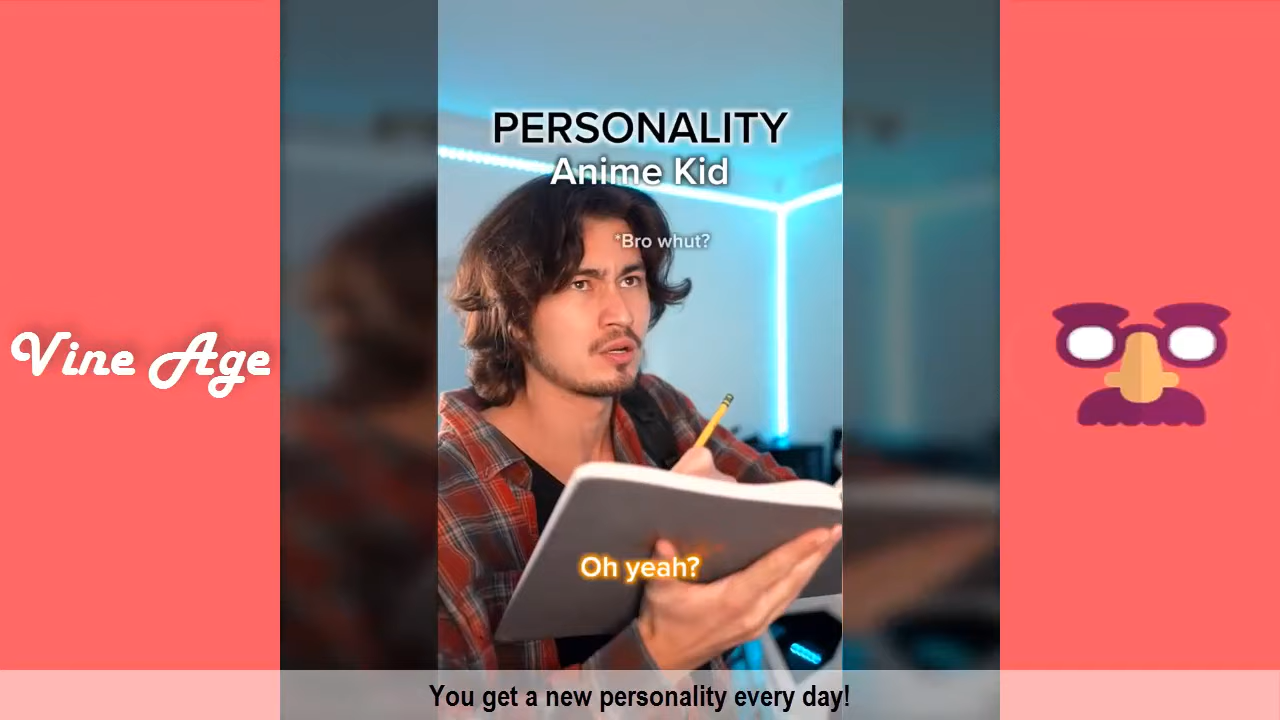 PERSONALITY
Anime Kid
*Bro whut?
Vine Age
Oh yeah?
You get a new personality every day!